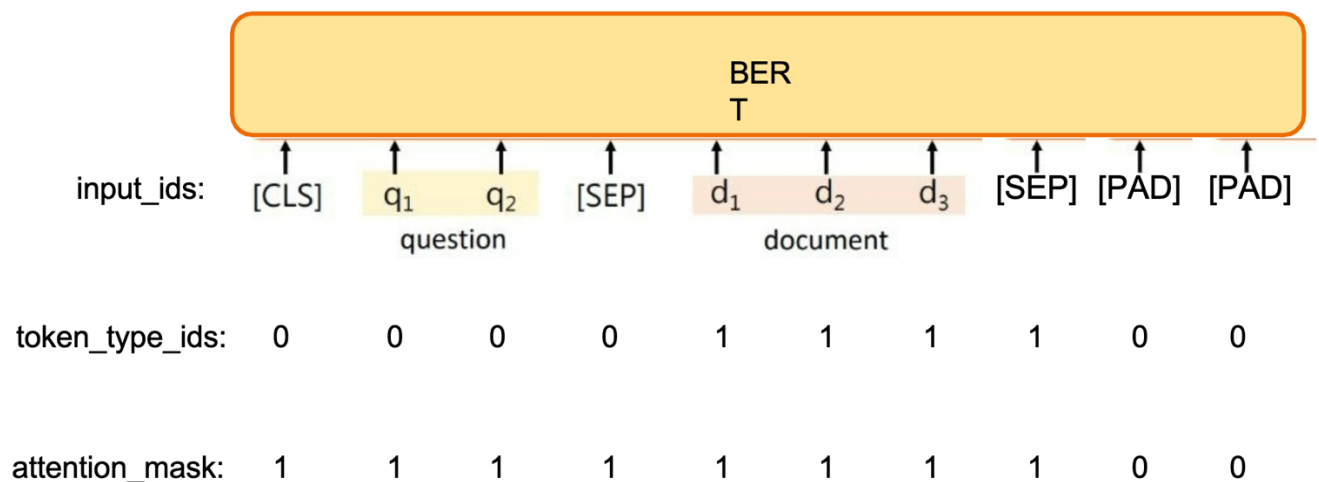 BER
T
input_ids: [CLS] q₁ q₂ [SEP] d₁ d₂ d₃ [SEP] [PAD] [PAD]
question document
token_type_ids: 0 0 0 0 1 1 1 1 0 0
attention_mask: 1 1 1 1 1 1 1 1 0 0